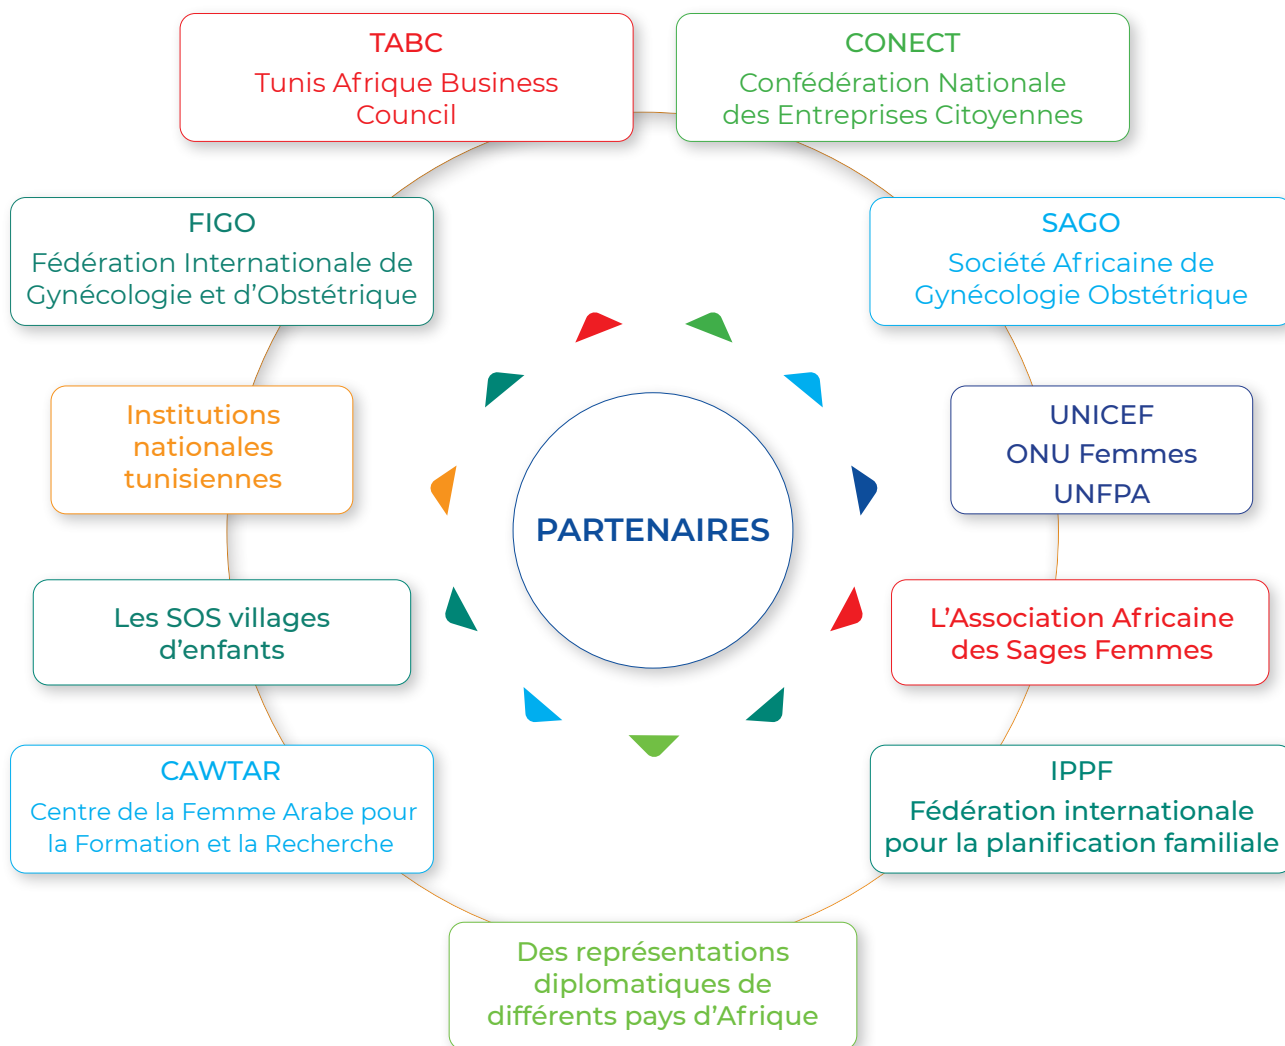 TABC
Tunis Afrique Business
Council
CONECT
Confédération Nationale
des Entreprises Citoyennes
FIGO
Fédération Internationale de
Gynécologie et d’Obstétrique
SAGO
Société Africaine de
Gynécologie Obstétrique
Institutions
nationales
tunisiennes
UNICEF
ONU Femmes
UNFPA
PARTENAIRES
Les SOS villages
d’enfants
L’Association Africaine
des Sages Femmes
CAWTAR
Centre de la Femme Arabe pour
la Formation et la Recherche
IPPF
Fédération internationale
pour la planification familiale
Des représentations
diplomatiques de
différents pays d’Afrique